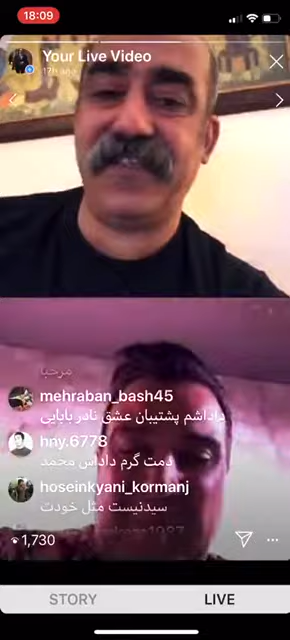 18:09
Your Live Video
17h ago
مرحبا
mehraban_bash45
داداشم پشتیبان عشق نادر بابایی
hny.6778
دمت گرم داداس محمد
hoseinkyani_kormanj
سیدنیست مثل خودت
1,730
STORY
LIVE